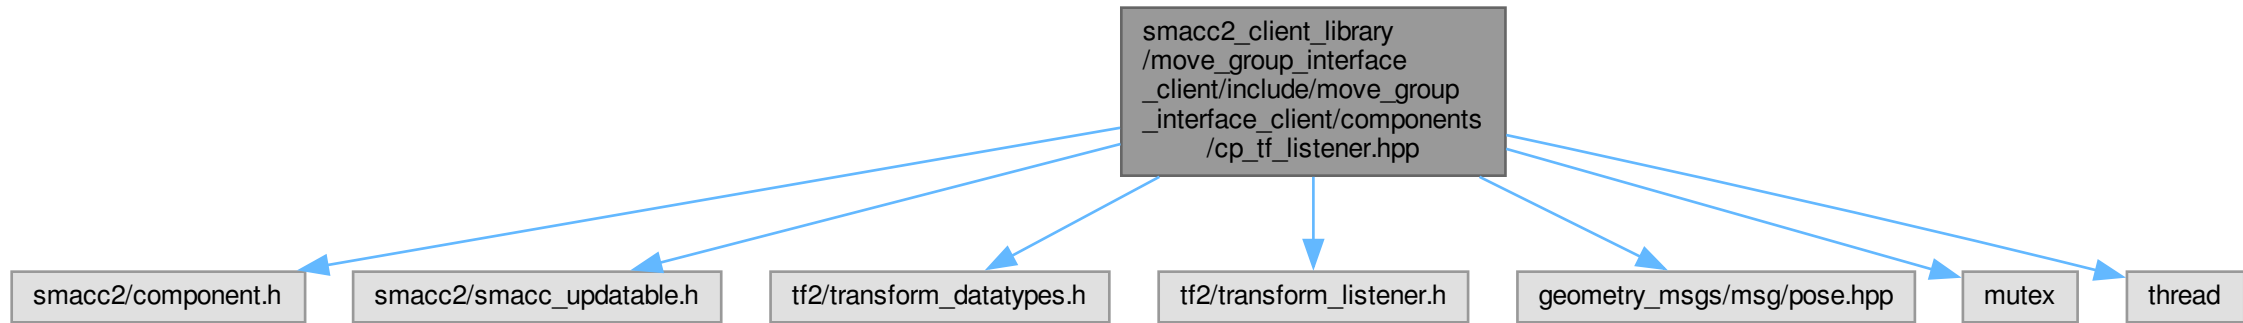 smacc2_client_library
/move_group_interface
_client/include/move_group
_interface_client/components
/cp_tf_listener.hpp
smacc2/component.h
smacc2/smacc_updatable.h
tf2/transform_datatypes.h
tf2/transform_listener.h
geometry_msgs/msg/pose.hpp
mutex
thread